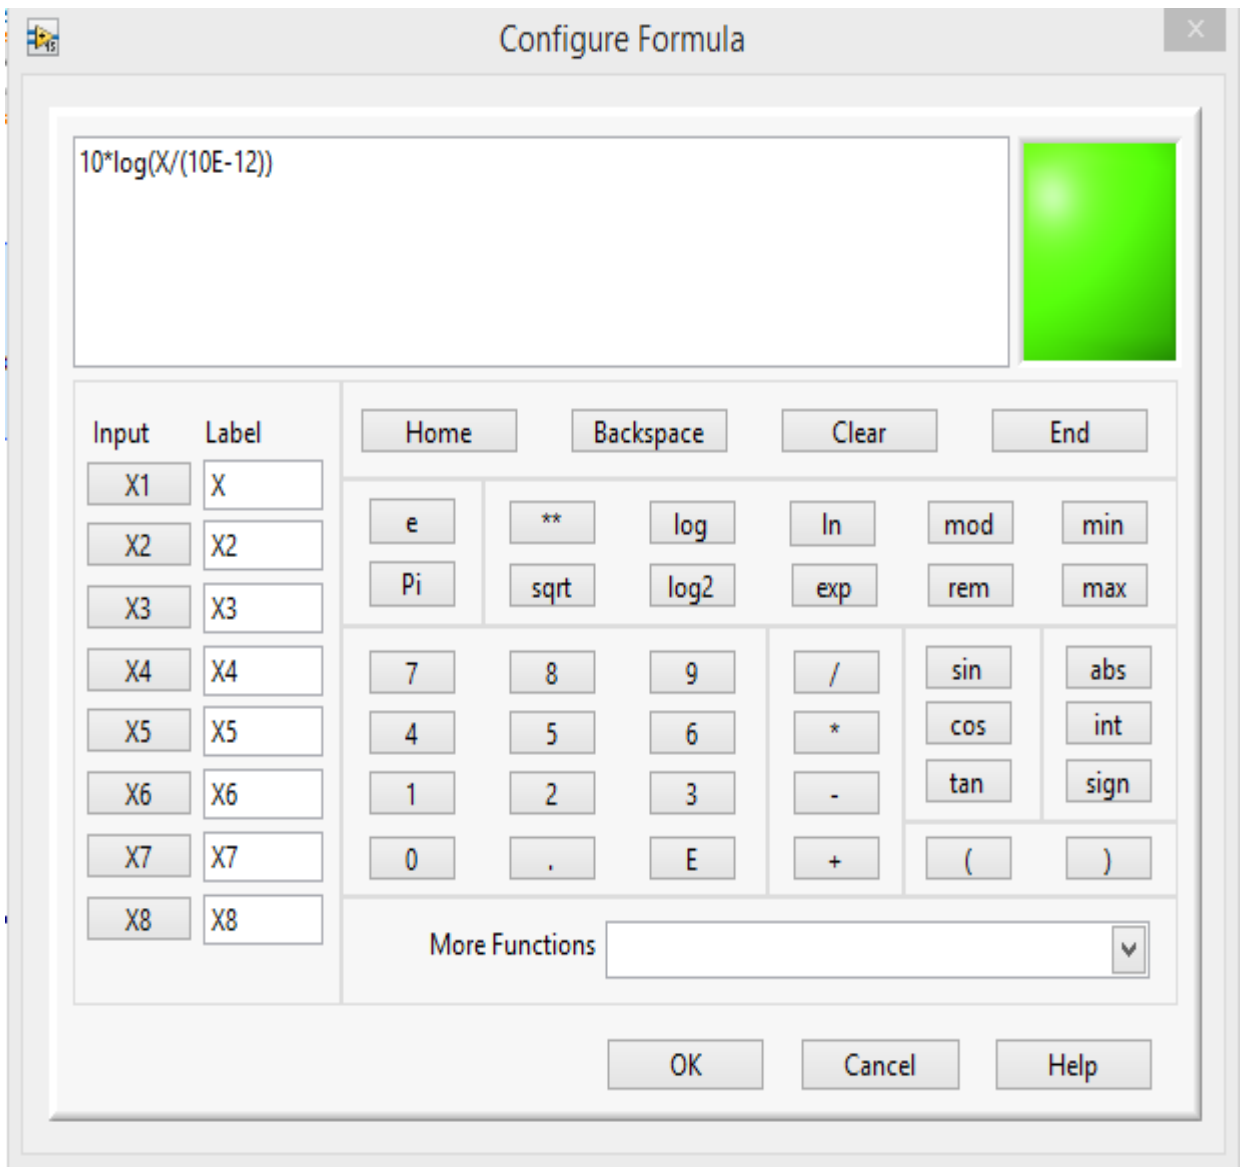 Configure Formula
x
10*log(X/(10E-12))
Input Label
X1 X
X2 X2
X3 X3
X4 X4
X5 X5
X6 X6
X7 X7
X8 X8
Home Backspace Clear End
e ** log ln mod min
Pi sqrt log2 exp rem max
7 8 9 / sin abs
4 5 6 * cos int
1 2 3 - tan sign
0 . E + ( )
More Functions
OK Cancel Help